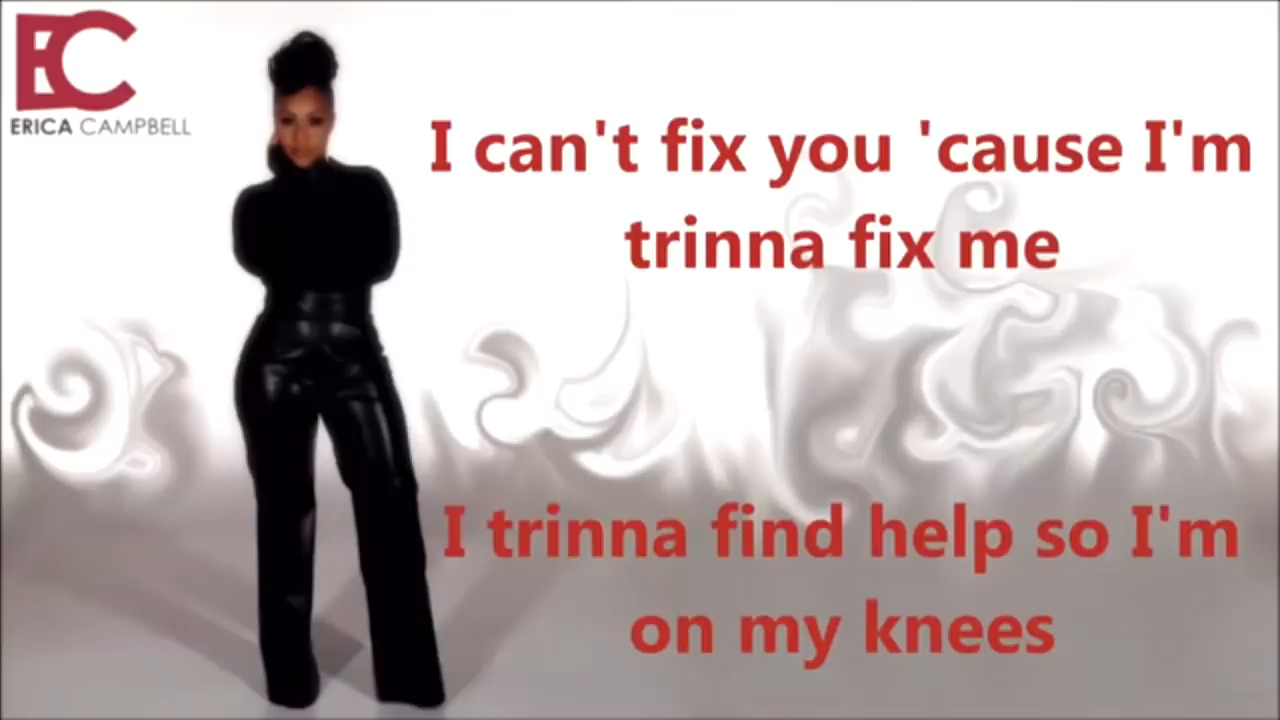 EC
ERICA CAMPBELL
I can't fix you 'cause I'm
trinna fix me
I trinna find help so I'm
on my knees